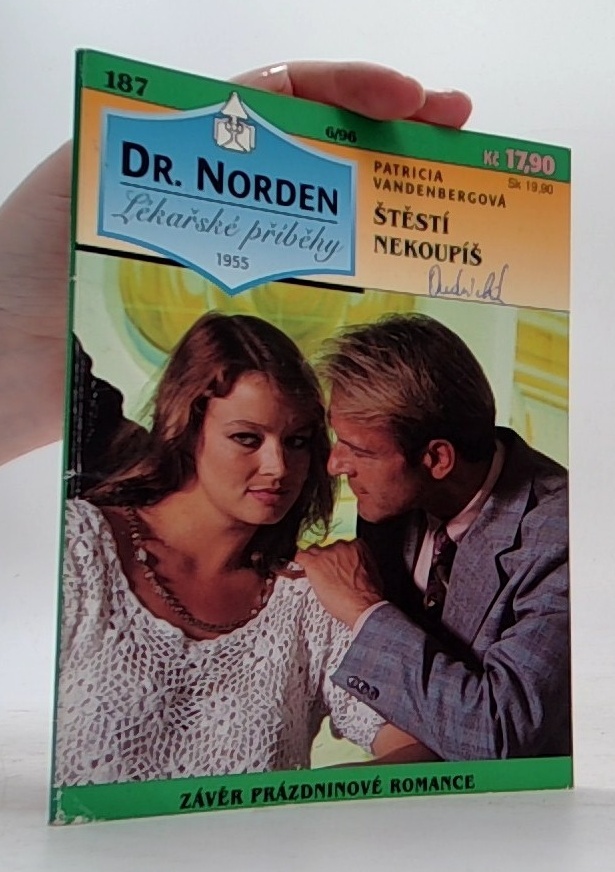 187
6/96
Kč 17,90
Sk 19,90
DR. NORDEN
Lékařské příběhy
1955
PATRICIA
VANDENBERGOVÁ
ŠTĚSTÍ
NEKOUPÍŠ
ZÁVĚR PRÁZDNINOVÉ ROMANCE